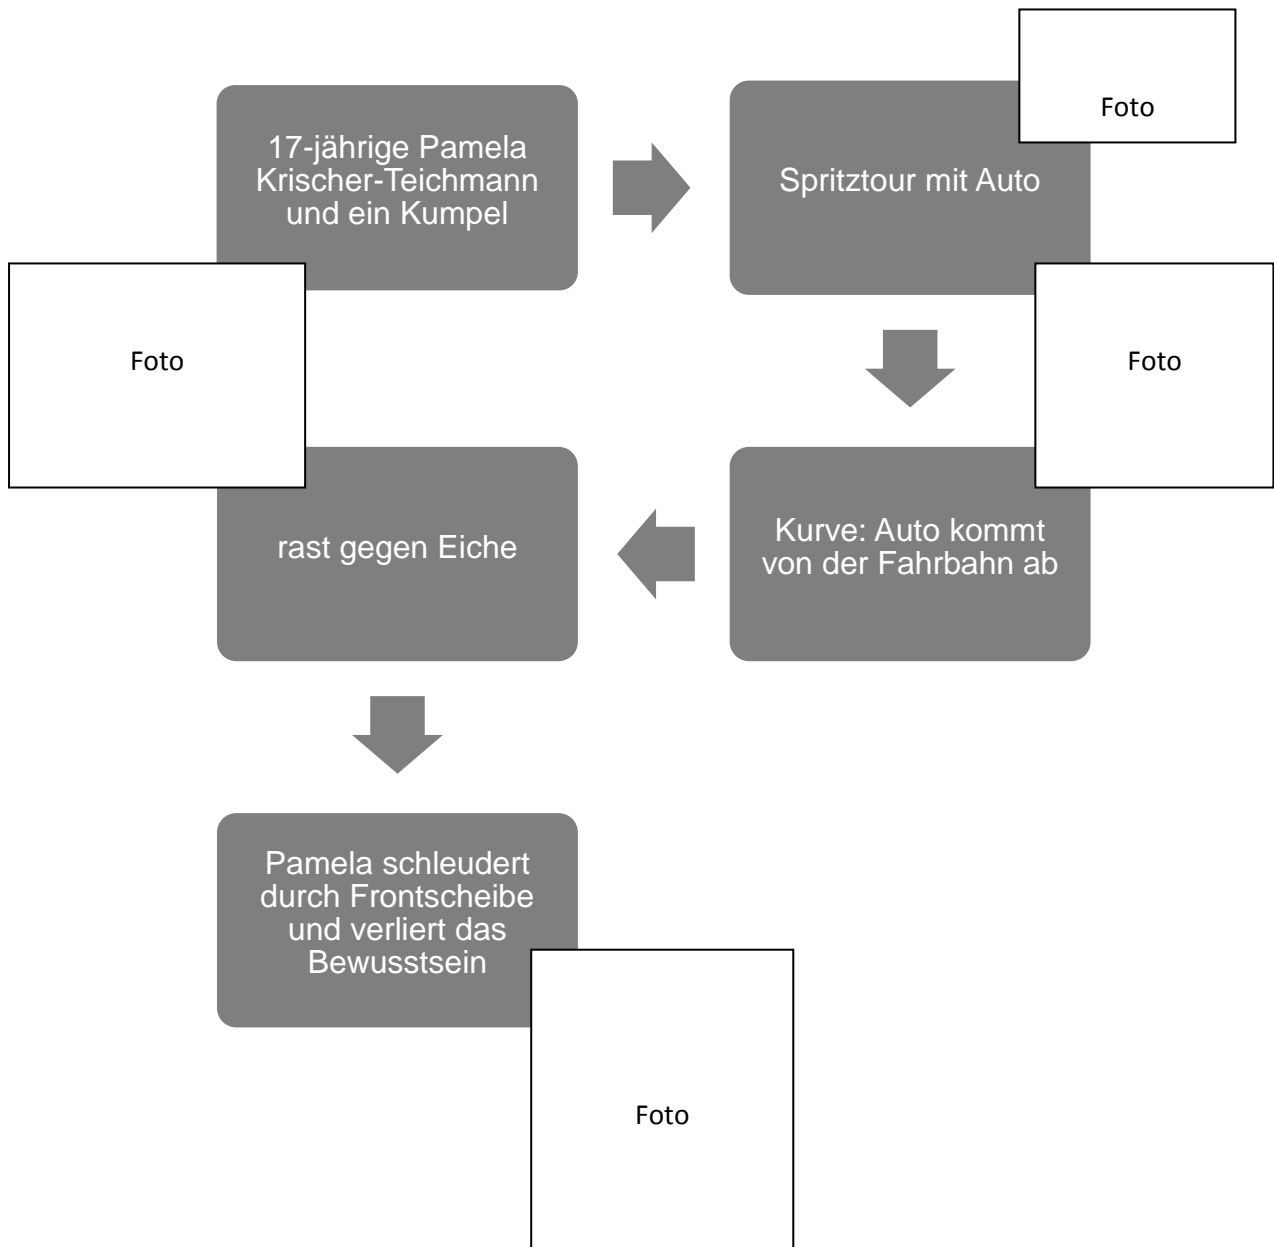 17-jährige Pamela
Krischer-Teichmann
und ein Kumpel
Foto
Spritztour mit Auto
Foto
Foto
Kurve: Auto kommt
von der Fahrbahn ab
rast gegen Eiche
Pamela schleudert
durch Frontscheibe
und verliert das
Bewusstsein
Foto